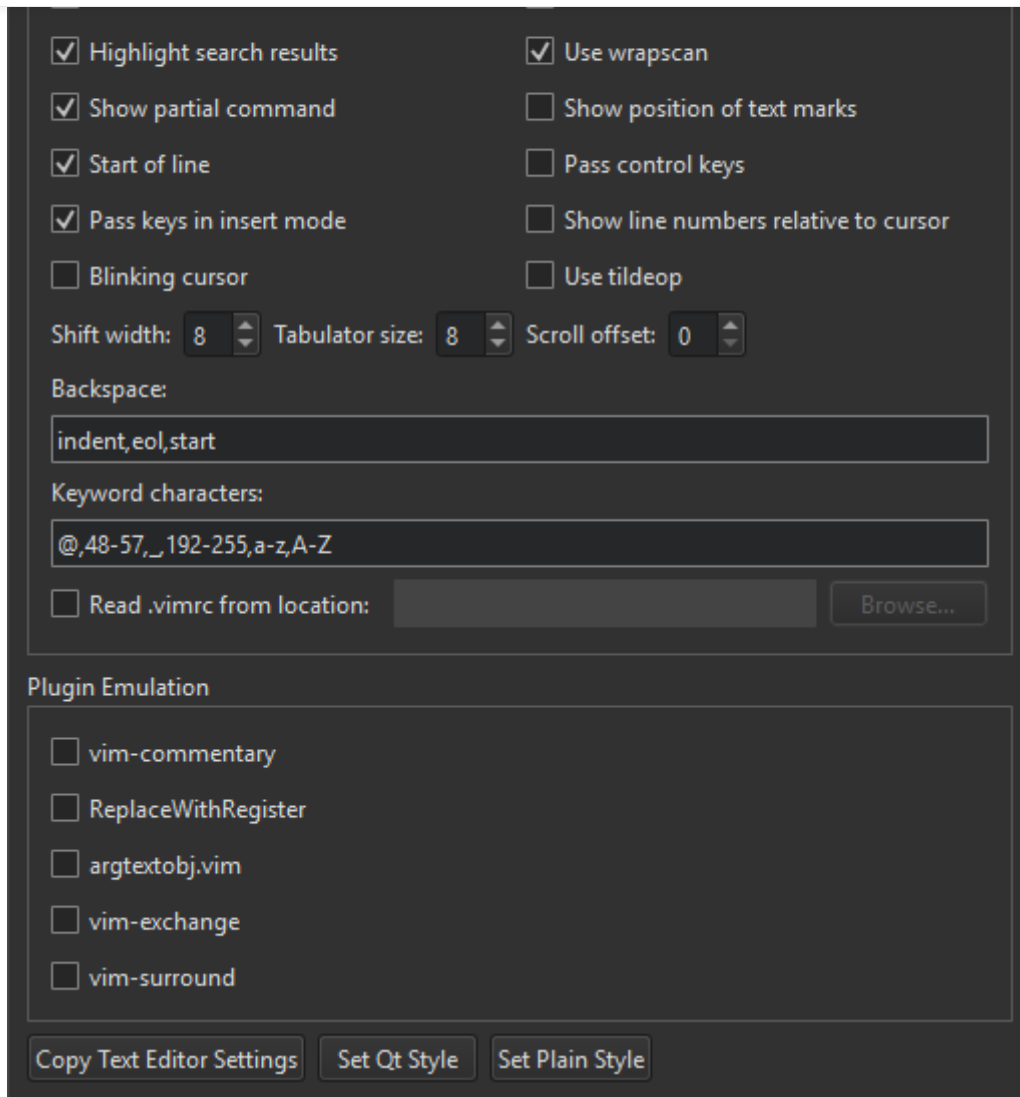 Highlight search results Use wrapscan
Show partial command Show position of text marks
Start of line Pass control keys
Pass keys in insert mode Show line numbers relative to cursor
Blinking cursor Use tildeop
Shift width: 8 Tabulator size: 8 Scroll offset: 0
Backspace:
indent,eol,start
Keyword characters:
@,48-57,_,192-255,a-z,A-Z
Read .vimrc from location: Browse...
Plugin Emulation
vim-commentary
ReplaceWithRegister
argtextobj.vim
vim-exchange
vim-surround
Copy Text Editor Settings Set Qt Style Set Plain Style